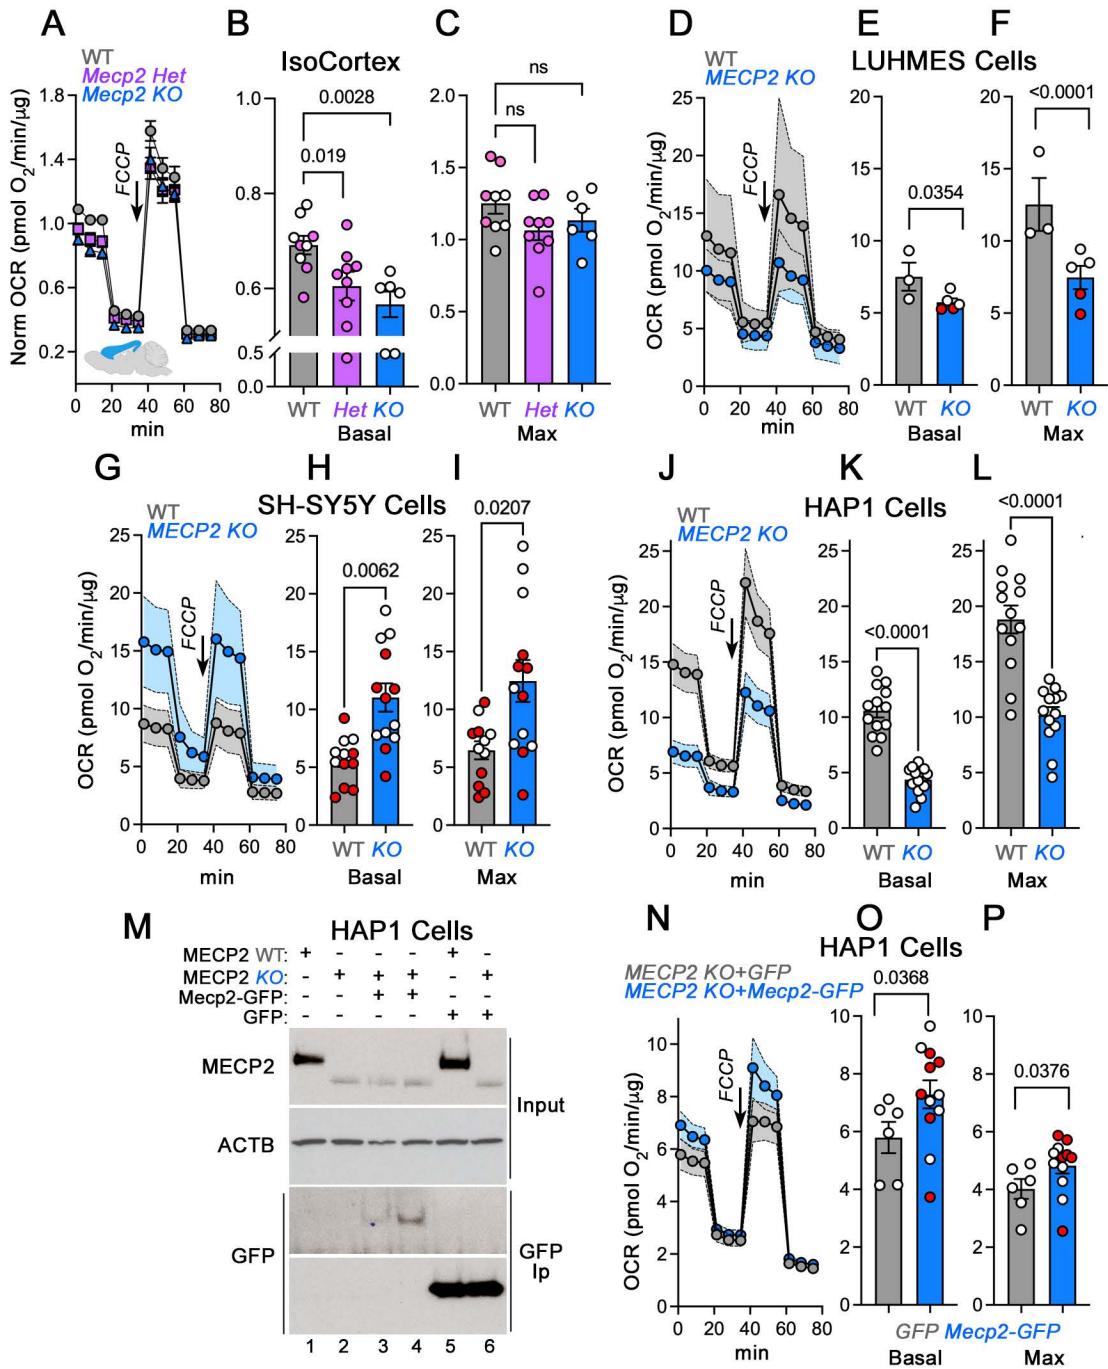 A
WT
Mecp2 Het
Mecp2 KO
Norm OCR (pmol O2/min/µg)
1.8
1.4
1.0
0.6
0.2
FCCP
0 20 40 60 80
min
B
IsoCortex
1.0
0.8
0.6
0.5
0.0
0.0028
0.019
WT Het KO
Basal
C
2.0
1.5
1.0
0.5
0.0
ns
ns
WT Het KO
Max
D
WT
MECP2 KO
OCR (pmol O2/min/µg)
25
20
15
10
5
0
FCCP
0 20 40 60 80
min
E
LUHMES Cells
20
15
10
5
0
0.0354
WT KO
Basal
F
<0.0001
20
15
10
5
0
WT KO
Max
G
WT
MECP2 KO
OCR (pmol O2/min/µg)
25
20
15
10
5
0
FCCP
0 20 40 60 80
min
H
SH-SY5Y Cells
25
20
15
10
5
0
0.0062
WT KO
Basal
I
0.0207
25
20
15
10
5
0
WT KO
Max
J
WT
MECP2 KO
OCR (pmol O2/min/µg)
25
20
15
10
5
0
FCCP
0 20 40 60 80
min
K
HAP1 Cells
25
20
15
10
5
0
<0.0001
WT KO
Basal
L
<0.0001
25
20
15
10
5
0
WT KO
Max
M
HAP1 Cells
MECP2 WT: + - - - + -
MECP2 KO: - + + + - +
Mecp2-GFP: - - + + - -
GFP: - - - - + +
MECP2
ACTB
Input
GFP
GFP
Ip
1 2 3 4 5 6
N
MECP2 KO+GFP
MECP2 KO+Mecp2-GFP
OCR (pmol O2/min/µg)
10
8
6
4
2
0
FCCP
0 20 40 60 80
min
O
HAP1 Cells
0.0368
10
8
6
4
2
0
P
10
8
6
4
2
0
0.0376
GFP Mecp2-GFP
Basal
Max